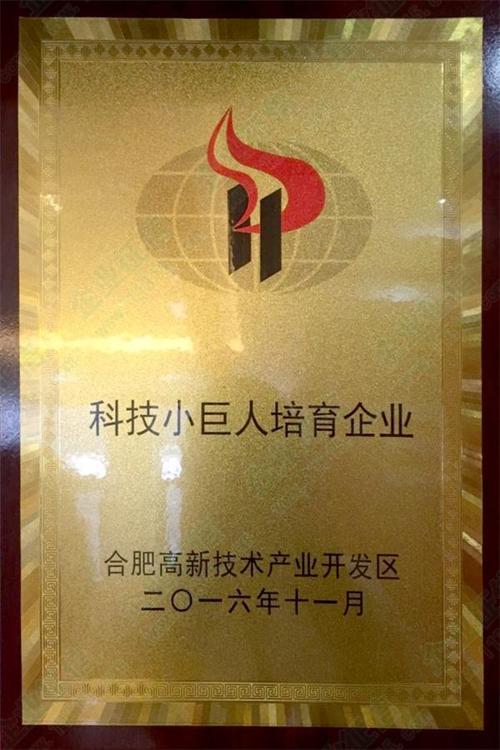 科技小巨人培育企业
合肥高新技术产业开发区
二〇一六年十一月